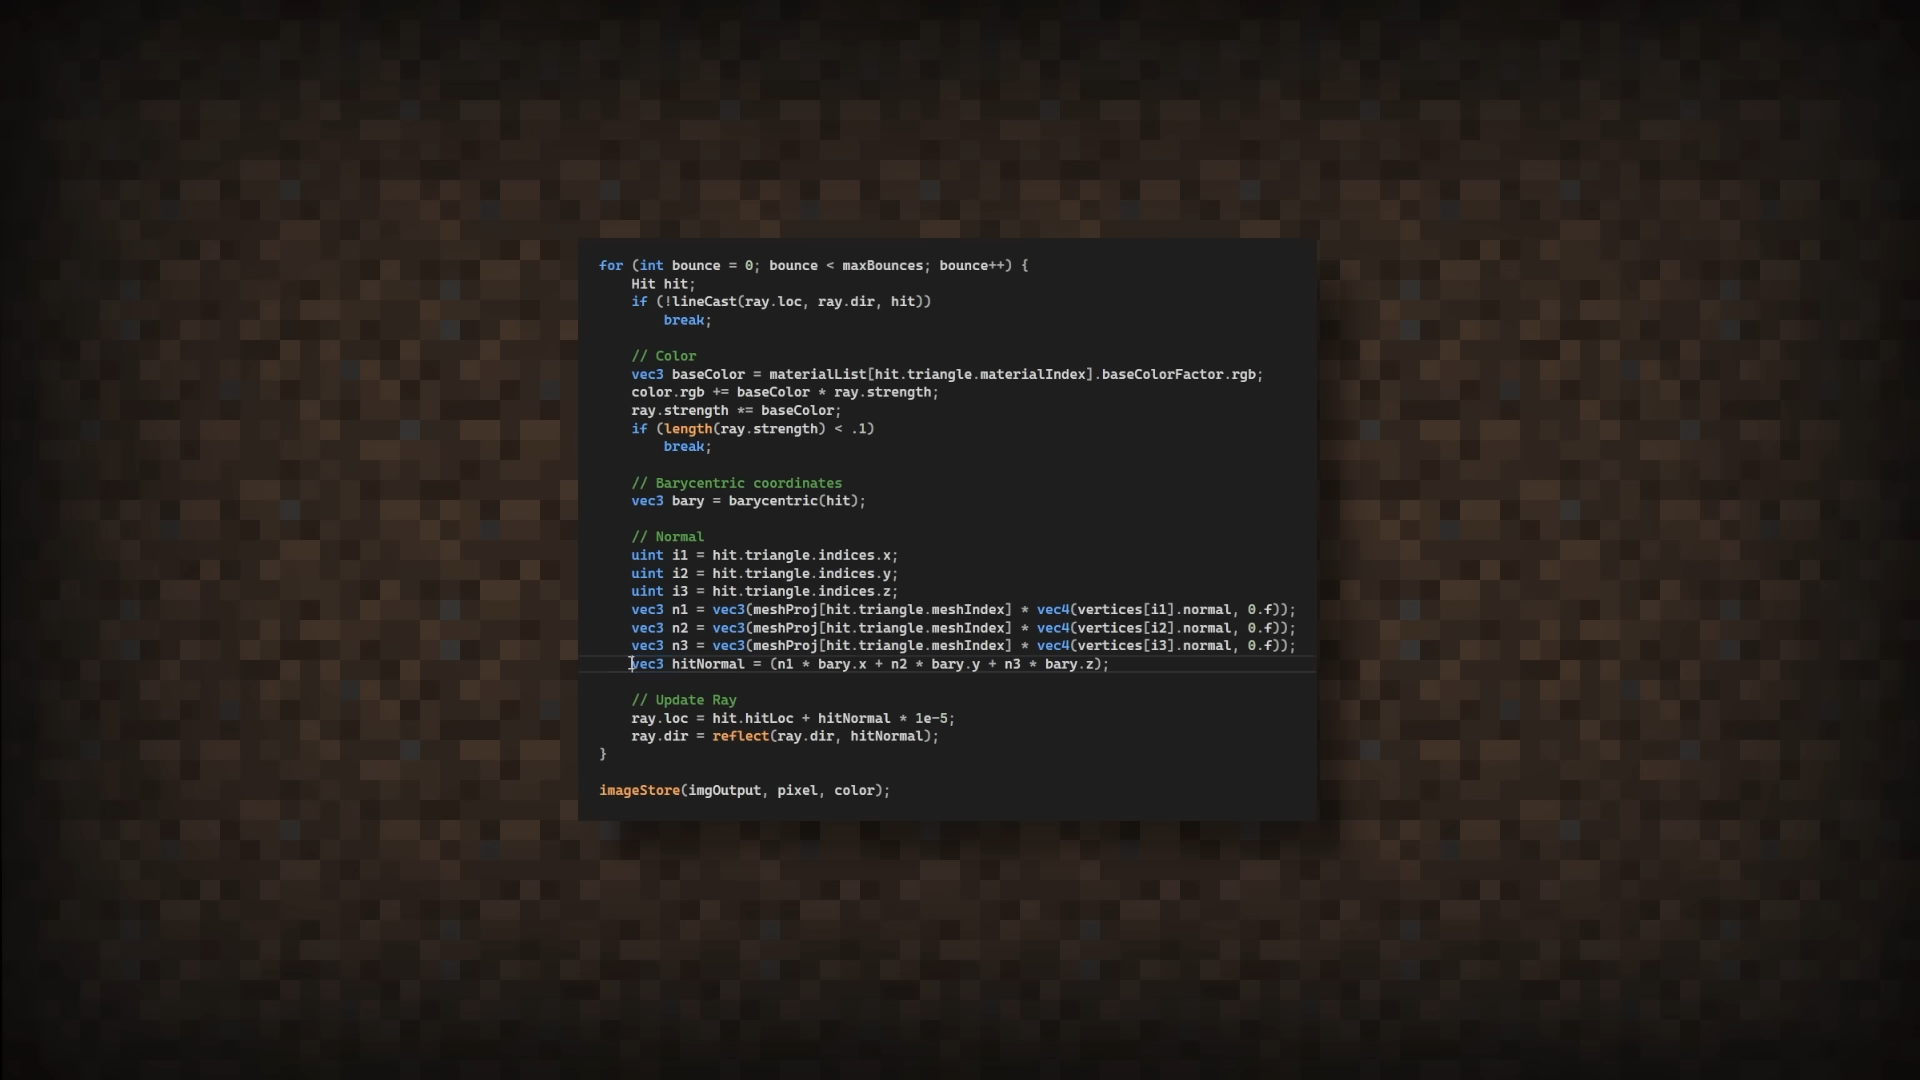 for (int bounce = 0; bounce < maxBounces; bounce++) {
    Hit hit;
    if (!lineCast(ray.loc, ray.dir, hit))
        break;

    // Color
    vec3 baseColor = materialList[hit.triangle.materialIndex].baseColorFactor.rgb;
    color.rgb += baseColor * ray.strength;
    ray.strength *= baseColor;
    if (length(ray.strength) < .1)
        break;

    // Barycentric coordinates
    vec3 bary = barycentric(hit);

    // Normal
    uint i1 = hit.triangle.indices.x;
    uint i2 = hit.triangle.indices.y;
    uint i3 = hit.triangle.indices.z;
    vec3 n1 = vec3(meshProj[hit.triangle.meshIndex] * vec4(vertices[i1].normal, 0.f));
    vec3 n2 = vec3(meshProj[hit.triangle.meshIndex] * vec4(vertices[i2].normal, 0.f));
    vec3 n3 = vec3(meshProj[hit.triangle.meshIndex] * vec4(vertices[i3].normal, 0.f));
    vec3 hitNormal = (n1 * bary.x + n2 * bary.y + n3 * bary.z);

    // Update Ray
    ray.loc = hit.hitLoc + hitNormal * 1e-5;
    ray.dir = reflect(ray.dir, hitNormal);
}

imageStore(imgOutput, pixel, color);